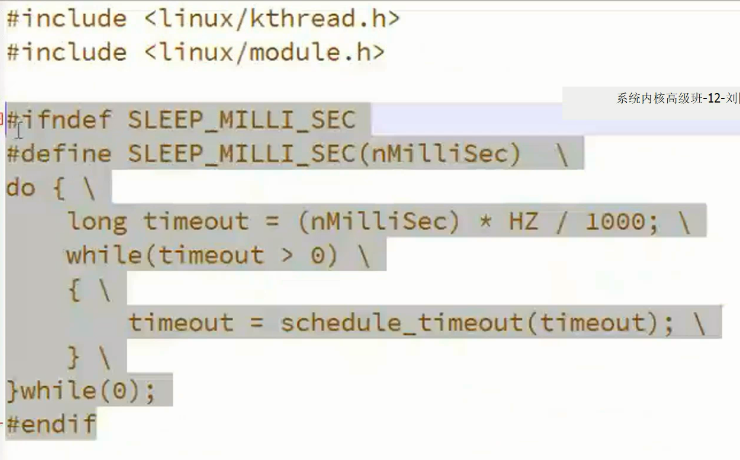 #include <linux/kthread.h>
#include <linux/module.h>
系统内核高级班-12-刘
#ifndef SLEEP_MILLI_SEC
#define SLEEP_MILLI_SEC(nMilliSec)  \
do { \
    long timeout = (nMilliSec) * HZ / 1000; \
    while(timeout > 0) \
    { \
        timeout = schedule_timeout(timeout); \
    } \
}while(0);
#endif